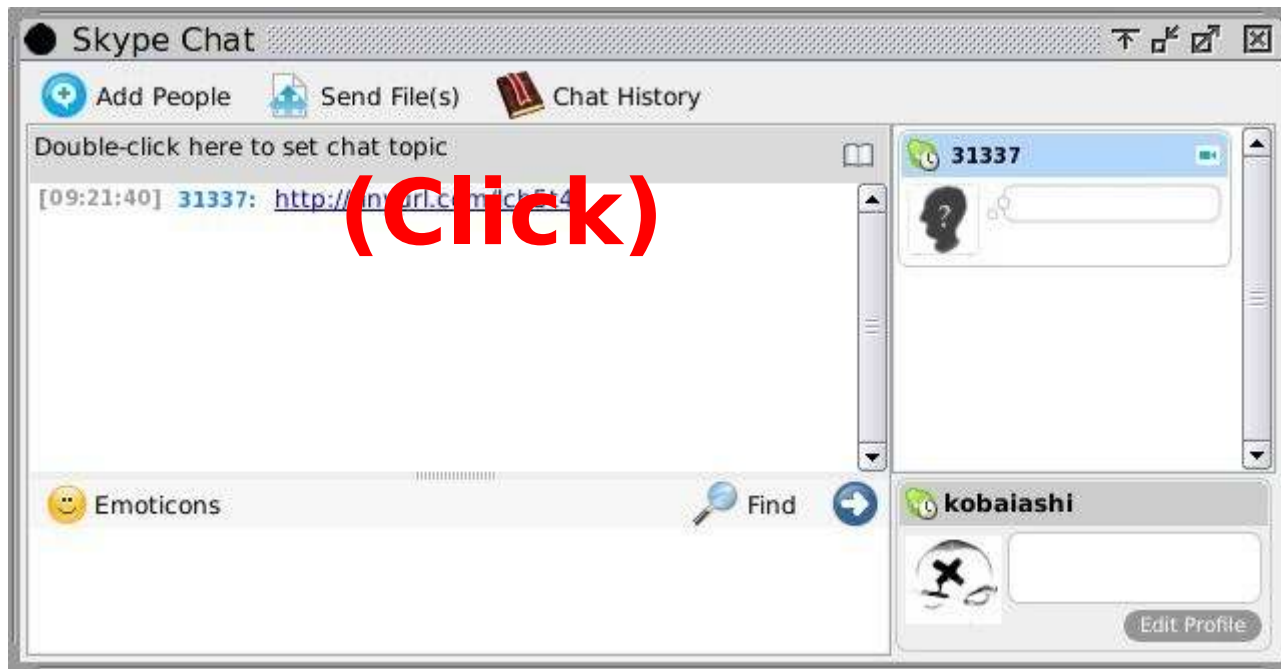 Skype Chat
Add People Send File(s) Chat History
Double-click here to set chat topic
31337
[09:21:40] 31337:
(Click)
?
Emoticons Find
kobaiashi
Edit Profile